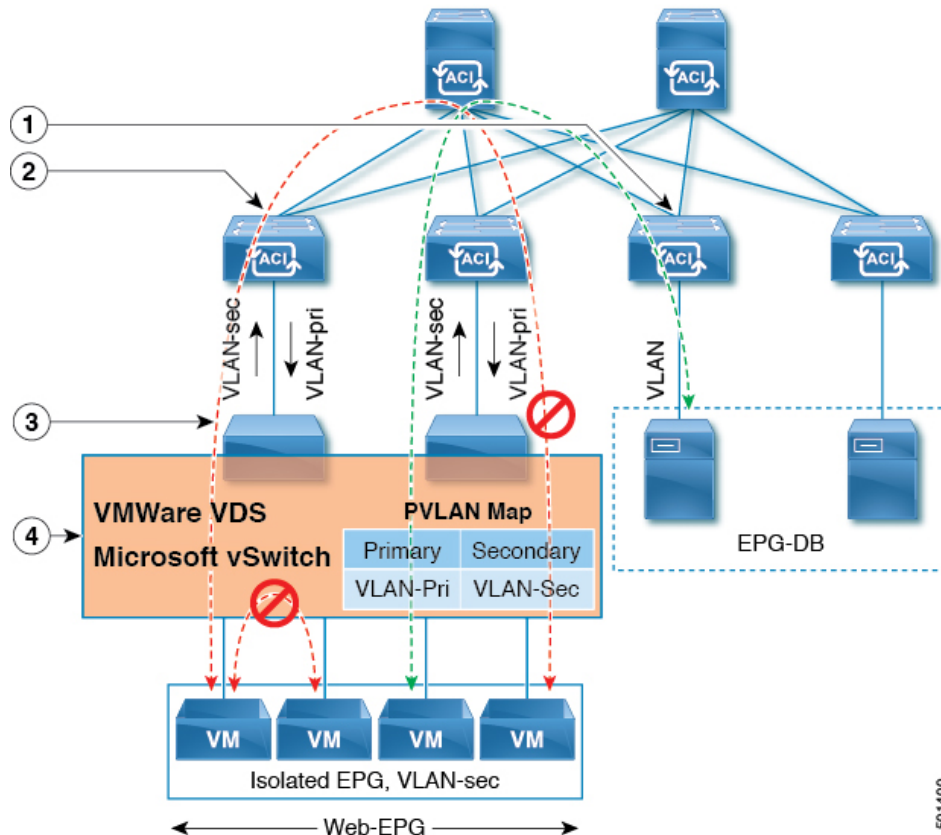 ACI
ACI
1
2
ACI
ACI
ACI
ACI
VLAN-sec
VLAN-pri
VLAN-sec
VLAN-pri
VLAN
3
4
VMWare VDS
Microsoft vSwitch
PVLAN Map
Primary Secondary
VLAN-Pri VLAN-Sec
EPG-DB
VM
VM
VM
VM
Isolated EPG, VLAN-sec
Web-EPG